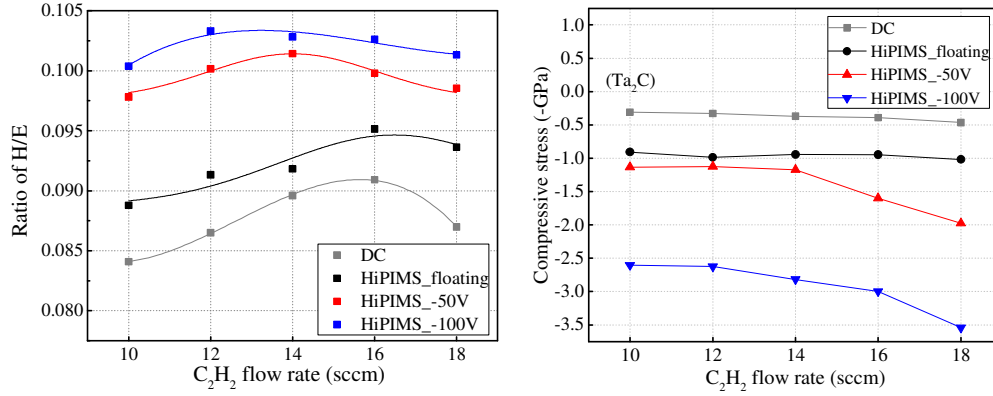 Ratio of H/E
0.105
0.100
0.095
0.090
0.085
0.080
DC
HiPIMS_floating
HiPIMS_-50V
HiPIMS_-100V
10 12 14 16 18
C₂H₂ flow rate (sccm)
Compressive stress (-GPa)
-1.0
-0.5
0.0
-0.5
-1.0
-1.5
-2.0
-2.5
-3.0
-3.5
(Ta₂C)
DC
HiPIMS_floating
HiPIMS_-50V
HiPIMS_-100V
10 12 14 16 18
C₂H₂ flow rate (sccm)